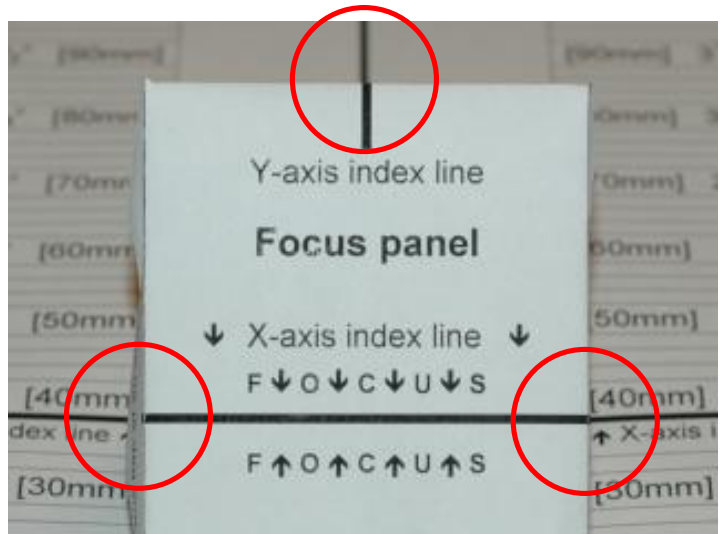 [90mm] [90mm] 3
[80mm
Y-axis index line
[70mm 0mm]
Focus panel
[60mm 60mm]
[50mm 50mm]
X-axis index line
F↓O↓C↓U↓S
[40mm [40mm]
dex line X-axis i
F↑O↑C↑U↑S
[30mm [30mm]